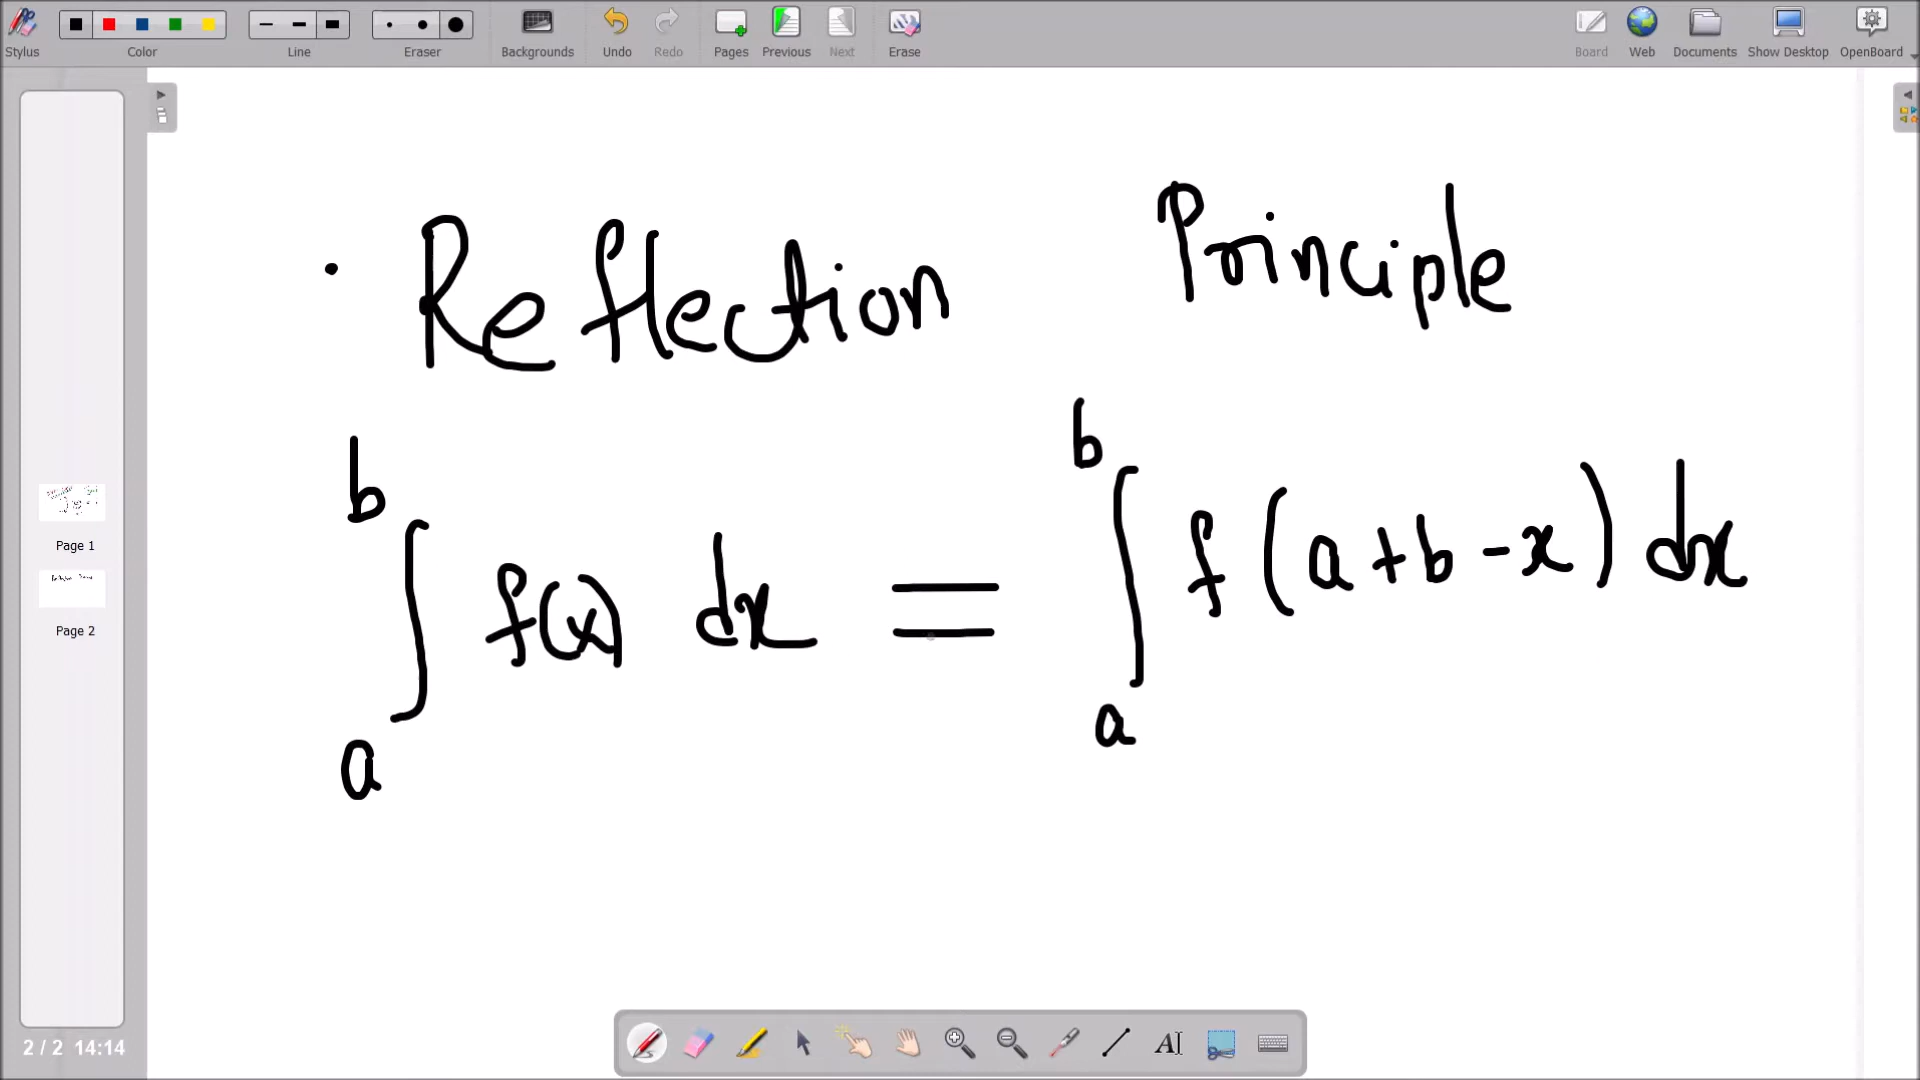 Stylus Color Line Eraser Backgrounds Undo Redo Pages Previous Next Erase Board Web Documents Show Desktop OpenBoard
· Reflection Principle
∫_a^b f(x) dx = ∫_a^b f(a+b-x) dx
Page 1
Page 2
2 / 2 14:14
AI